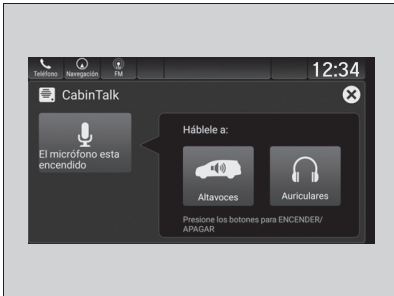 Teléfono Navegación FM 12:34
CabinTalk
El micrófono esta
encendido
Háblele a:
Altavoces Auriculares
Presione los botones para ENCENDER/
APAGAR